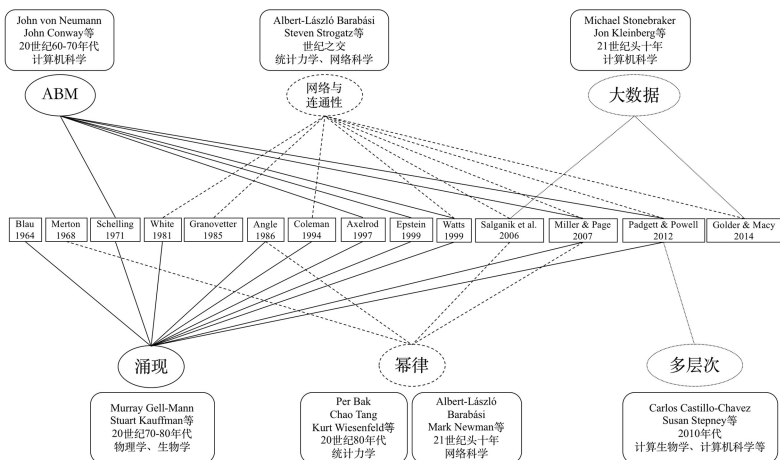 John von Neumann
John Conway等
20世纪60-70年代
计算机科学
Albert-László Barabási
Steven Strogatz等
世纪之交
统计力学、网络科学
Michael Stonebraker
Jon Kleinberg等
21世纪头十年
计算机科学
ABM
网络与
连通性
大数据
Blau
1964
Merton
1968
Schelling
1971
White
1981
Granovetter
1985
Angle
1986
Coleman
1994
Axelrod
1997
Epstein
1999
Watts
1999
Salganik et al.
2006
Miller & Page
2007
Padgett & Powell
2012
Golder & Macy
2014
涌现
幂律
多层次
Murray Gell-Mann
Stuart Kauffman等
20世纪70-80年代
物理学、生物学
Per Bak
Chao Tang
Kurt Wiesenfeld等
20世纪80年代
统计力学
Albert-László
Barabási
Mark Newman等
21世纪头十年
网络科学
Carlos Castillo-Chavez
Susan Stepney等
2010年代
计算生物学、计算机科学等